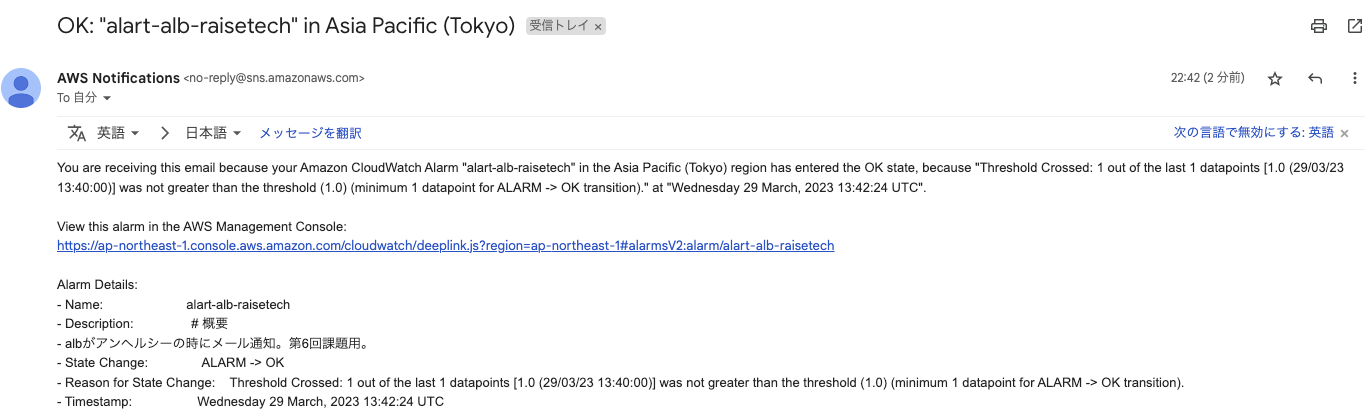 OK: "alart-alb-raisetech" in Asia Pacific (Tokyo) 受信トレイ ×
AWS Notifications <no-reply@sns.amazonaws.com> 22:42 (2 分前)
To 自分
英語 > 日本語 メッセージを翻訳 次の言語で無効にする: 英語 ×
You are receiving this email because your Amazon CloudWatch Alarm "alart-alb-raisetech" in the Asia Pacific (Tokyo) region has entered the OK state, because "Threshold Crossed: 1 out of the last 1 datapoints [1.0 (29/03/23
13:40:00)] was not greater than the threshold (1.0) (minimum 1 datapoint for ALARM -> OK transition)." at "Wednesday 29 March, 2023 13:42:24 UTC".
View this alarm in the AWS Management Console:
https://ap-northeast-1.console.aws.amazon.com/cloudwatch/deeplink.js?region=ap-northeast-1#alarmsV2:alarm/alart-alb-raisetech
Alarm Details:
- Name: alart-alb-raisetech
- Description: # 概要
- albがアンヘルシーの時にメール通知。第6回課題用。
- State Change: ALARM -> OK
- Reason for State Change: Threshold Crossed: 1 out of the last 1 datapoints [1.0 (29/03/23 13:40:00)] was not greater than the threshold (1.0) (minimum 1 datapoint for ALARM -> OK transition).
- Timestamp: Wednesday 29 March, 2023 13:42:24 UTC